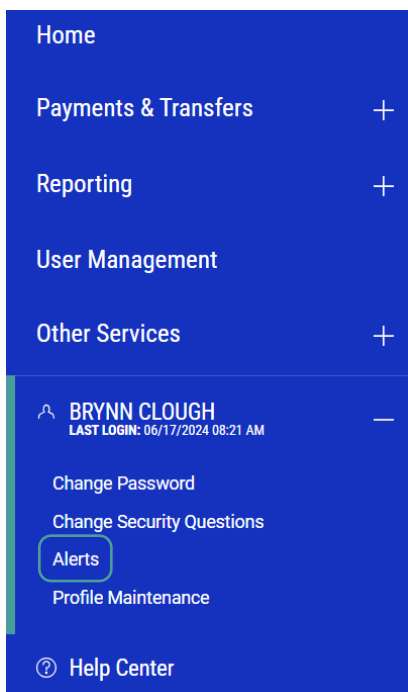 Home
Payments & Transfers
Reporting
User Management
Other Services
BRYNN CLOUGH
LAST LOGIN: 06/17/2024 08:21 AM
Change Password
Change Security Questions
Alerts
Profile Maintenance
Help Center